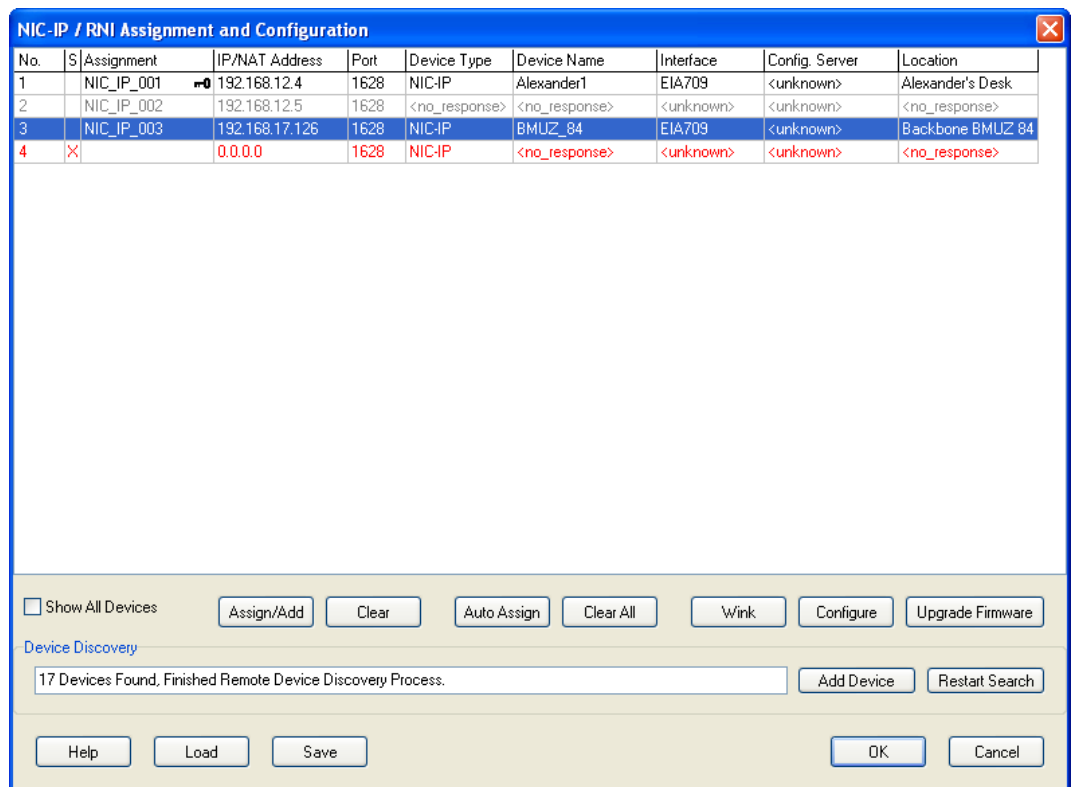 NIC-IP / RNI Assignment and Configuration
No. S Assignment IP/NAT Address Port Device Type Device Name Interface Config. Server Location
1 NIC_IP_001 192.168.12.4 1628 NIC-IP Alexander1 EIA709 <unknown> Alexander's Desk
2 NIC_IP_002 192.168.12.5 1628 <no_response> <no_response> <unknown> <unknown> <no_response>
3 NIC_IP_003 192.168.17.126 1628 NIC-IP BMUZ_84 EIA709 <unknown> Backbone BMUZ 84
4 X 0.0.0.0 1628 NIC-IP <no_response> <unknown> <unknown> <no_response>
Show All Devices Assign/Add Clear Auto Assign Clear All Wink Configure Upgrade Firmware
Device Discovery
17 Devices Found, Finished Remote Device Discovery Process. Add Device Restart Search
Help Load Save OK Cancel